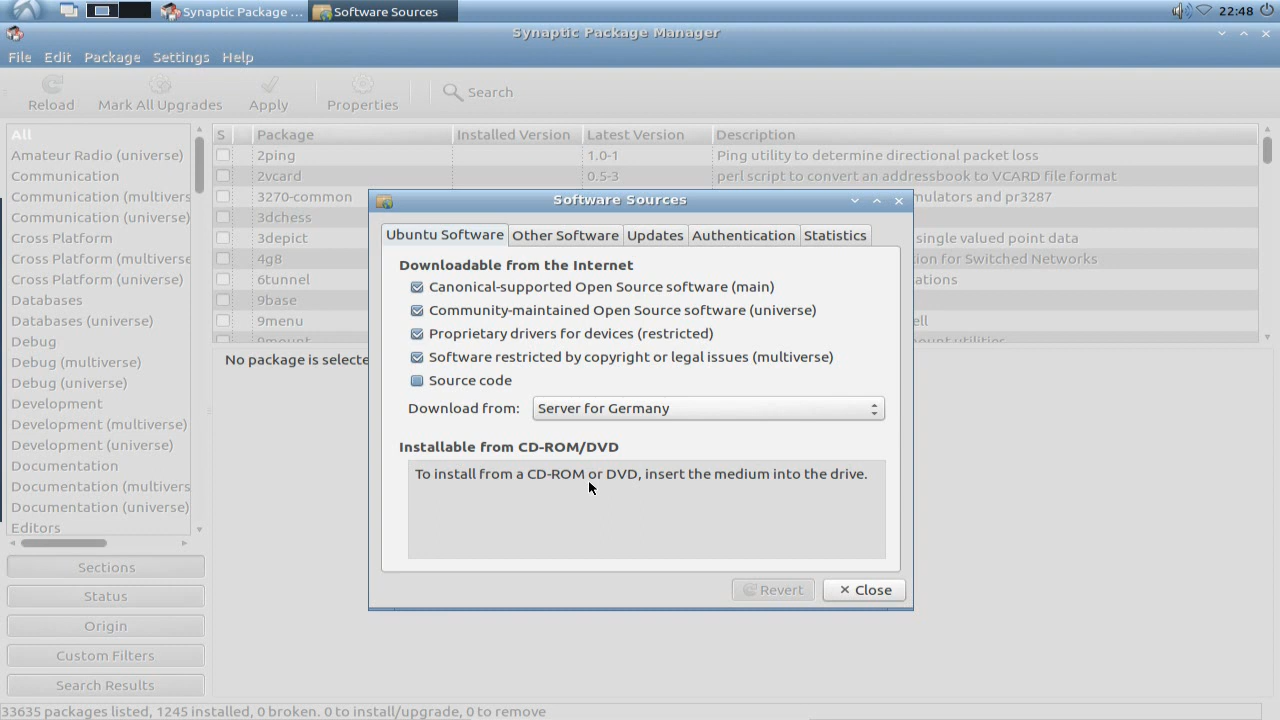 Synaptic Package ...
Software Sources
22:48
Synaptic Package Manager
File Edit Package Settings Help
Reload Mark All Upgrades Apply Properties Search
All
Amateur Radio (universe)
Communication
Communication (multivers
Communication (universe)
Cross Platform
Cross Platform (multiverse
Cross Platform (universe)
Databases
Databases (universe)
Debug
Debug (multiverse)
Debug (universe)
Development
Development (multiverse)
Development (universe)
Documentation
Documentation (multivers
Documentation (universe)
Editors
Sections
Status
Origin
Custom Filters
Search Results
S Package Installed Version Latest Version Description
2ping 1.0-1 Ping utility to determine directional packet loss
2vcard 0.5-3 perl script to convert an addressbook to VCARD file format
3270-common mulators and pr3287
3dchess
3depict single valued point data
4g8 ion for Switched Networks
6tunnel ations
9base
9menu ell
9mount ount utilities
No package is selecte
Software Sources
Ubuntu Software Other Software Updates Authentication Statistics
Downloadable from the Internet
Canonical-supported Open Source software (main)
Community-maintained Open Source software (universe)
Proprietary drivers for devices (restricted)
Software restricted by copyright or legal issues (multiverse)
Source code
Download from: Server for Germany
Installable from CD-ROM/DVD
To install from a CD-ROM or DVD, insert the medium into the drive.
Revert Close
33635 packages listed, 1245 installed, 0 broken. 0 to install/upgrade, 0 to remove